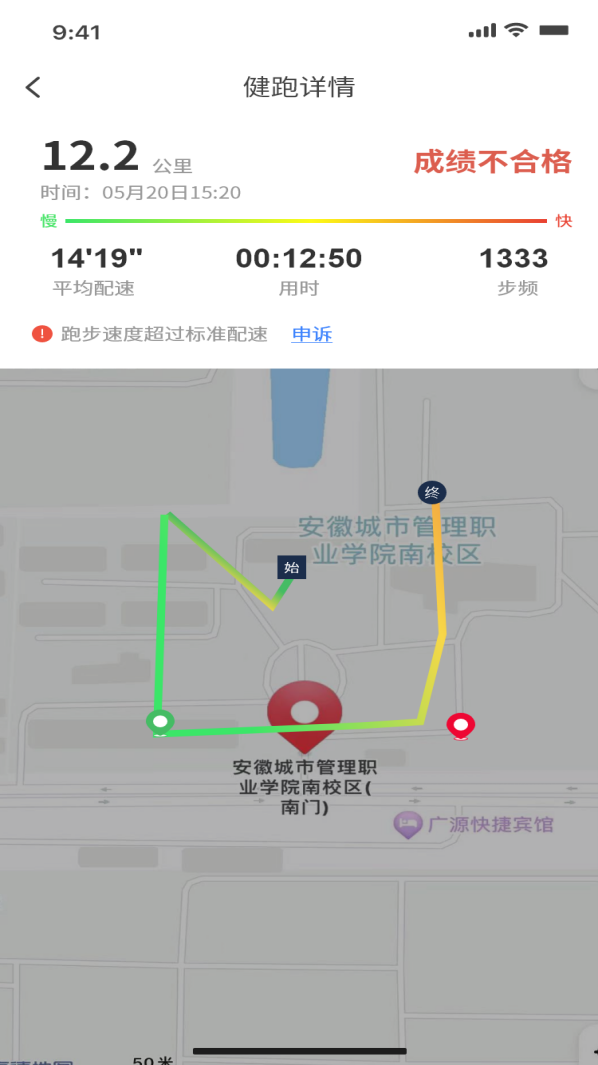 9:41
健跑详情
12.2 公里
成绩不合格
时间：05月20日15:20
慢
快
14'19"
00:12:50
1333
平均配速
用时
步频
跑步速度超过标准配速 申诉
终
安徽城市管理职
业学院南校区
始
安徽城市管理职
业学院南校区(
南门)
广源快捷宾馆